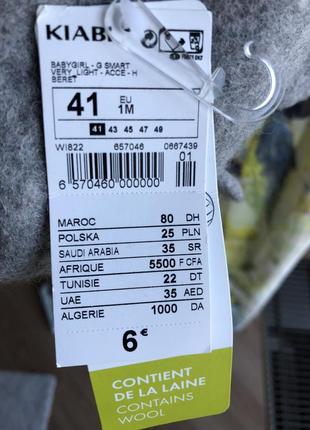 KIABI
BABYGIRL - G SMART
VERY_LIGHT - ACCE - H
BERET
41 EU
1M
41 43 45 47 49
WI822 657046 0667439
01
6 570460 000000
MAROC 80 DH
POLSKA 25 PLN
SAUDI ARABIA 35 SR
AFRIQUE 5500 F CFA
TUNISIE 22 DT
UAE 35 AED
ALGERIE 1000 DA
6€
CONTIENT
DE LA LAINE
CONTAINS
WOOL